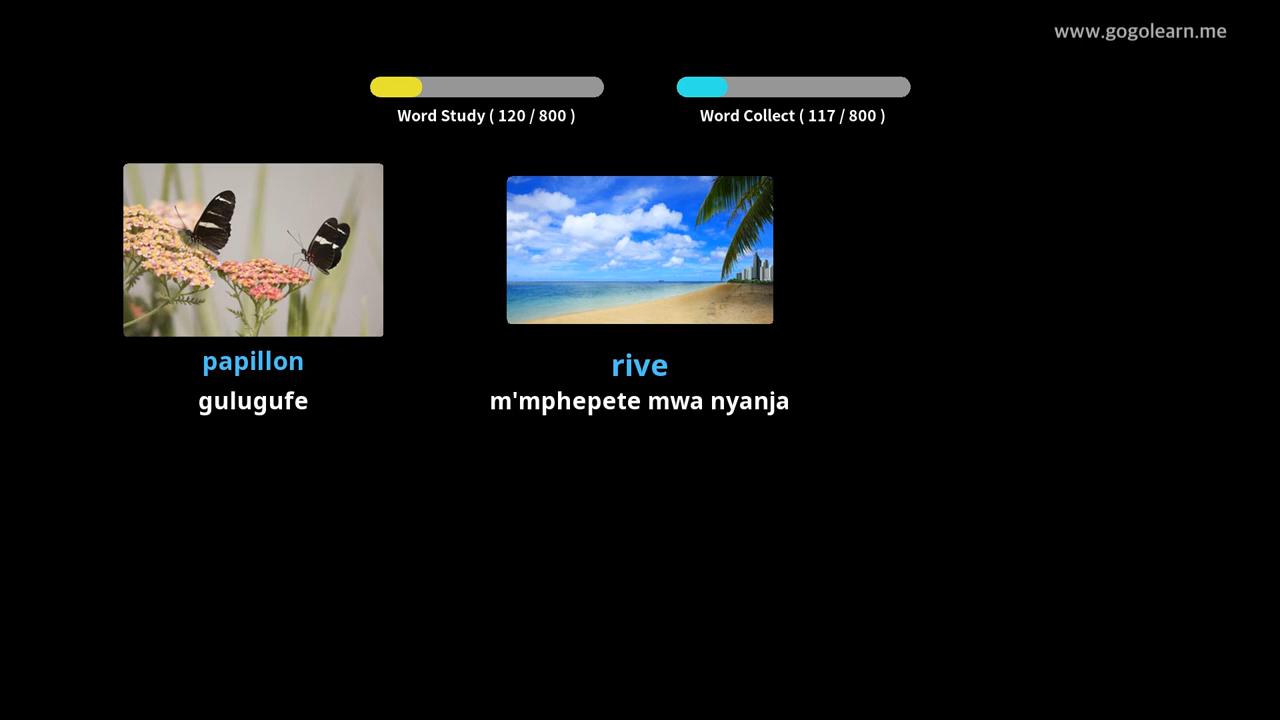 www.gogolearn.me
Word Study ( 120 / 800 )
Word Collect ( 117 / 800 )
papillon
gulugufe
rive
m'mphepete mwa nyanja